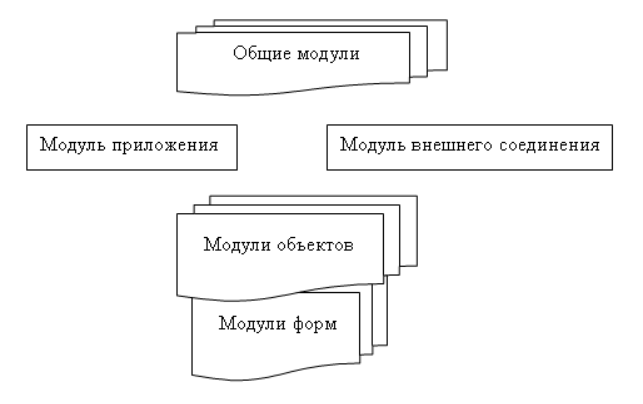 Общие модули
Модуль приложения
Модуль внешнего соединения
Модули объектов
Модули форм